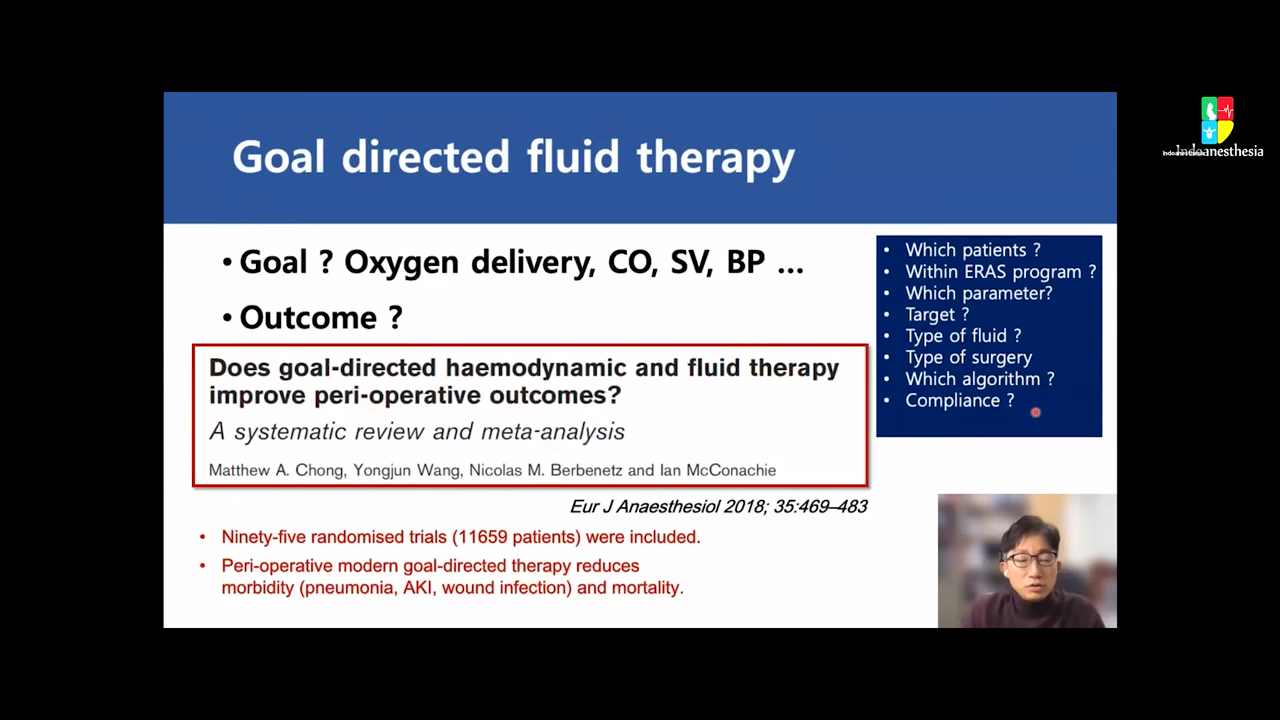 Goal directed fluid therapy
• Goal ? Oxygen delivery, CO, SV, BP ...
• Outcome ?
Does goal-directed haemodynamic and fluid therapy
improve peri-operative outcomes?
A systematic review and meta-analysis
Matthew A. Chong, Yongjun Wang, Nicolas M. Berbenetz and Ian McConachie
Eur J Anaesthesiol 2018; 35:469–483
• Ninety-five randomised trials (11659 patients) were included.
• Peri-operative modern goal-directed therapy reduces
morbidity (pneumonia, AKI, wound infection) and mortality.
• Which patients ?
• Within ERAS program ?
• Which parameter?
• Target ?
• Type of fluid ?
• Type of surgery
• Which algorithm ?
• Compliance ?
Indoanesthesia